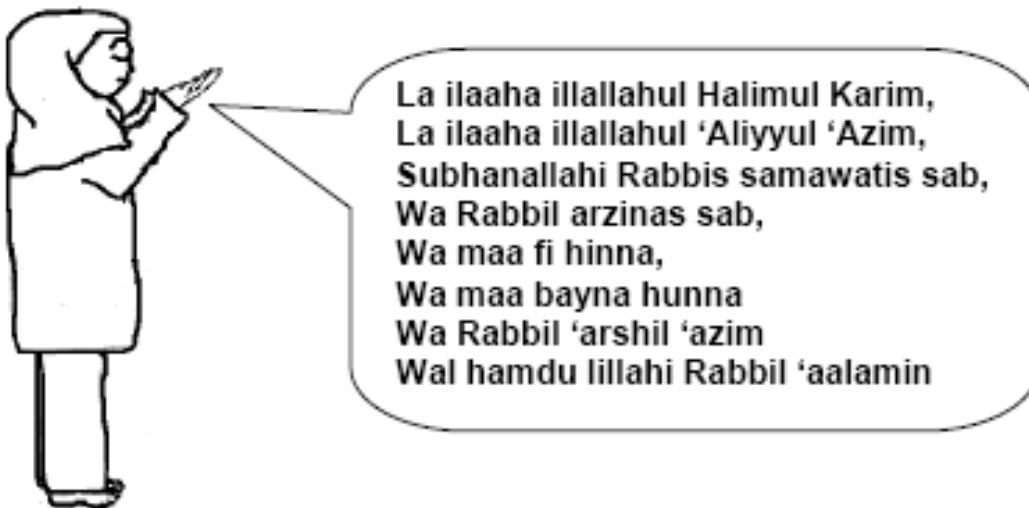 La ilaaha illallahul Halimul Karim,
La ilaaha illallahul ‘Aliyyul ‘Azim,
Subhanallahi Rabbis samawatis sab,
Wa Rabbil arzinas sab,
Wa maa fi hinna,
Wa maa bayna hunna
Wa Rabbil ‘arshil ‘azim
Wal hamdu lillahi Rabbil ‘aalamin